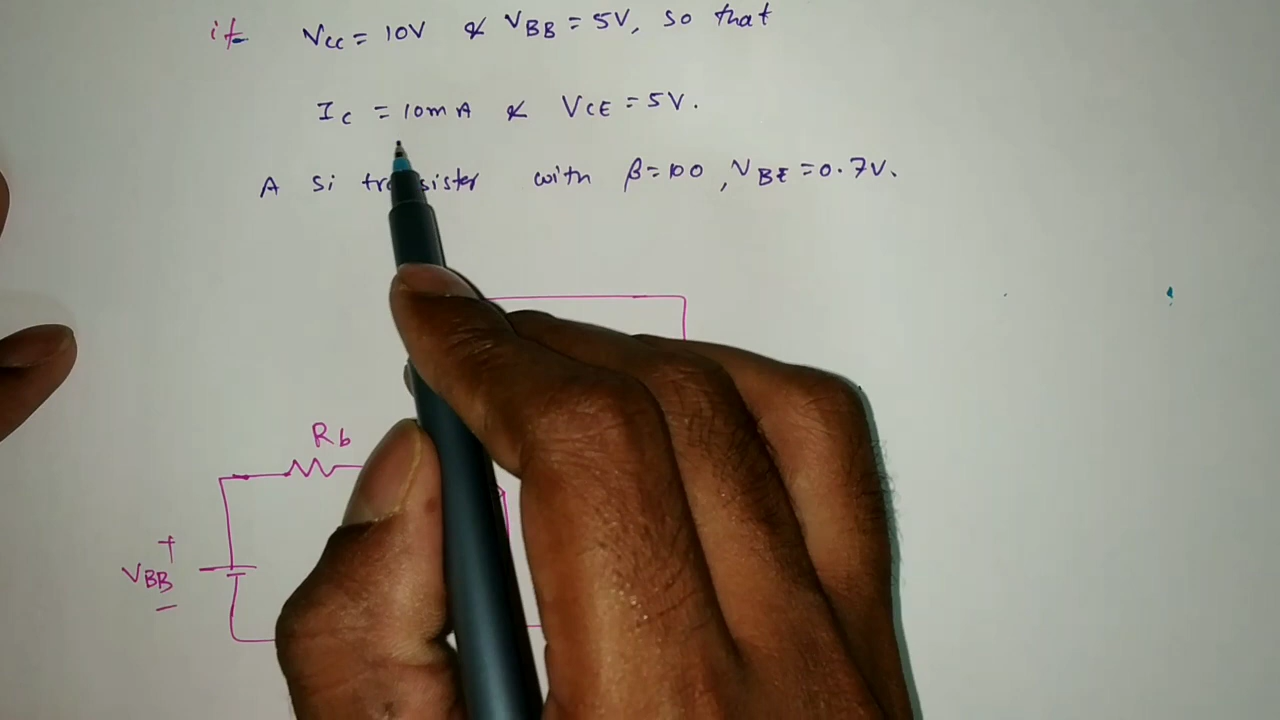 if Vcc = 10V & VBB = 5V, so that
Ic = 10mA & VCE = 5V.
A Si transister with β = 100, VBE = 0.7V.
Rb
+
VBB
−